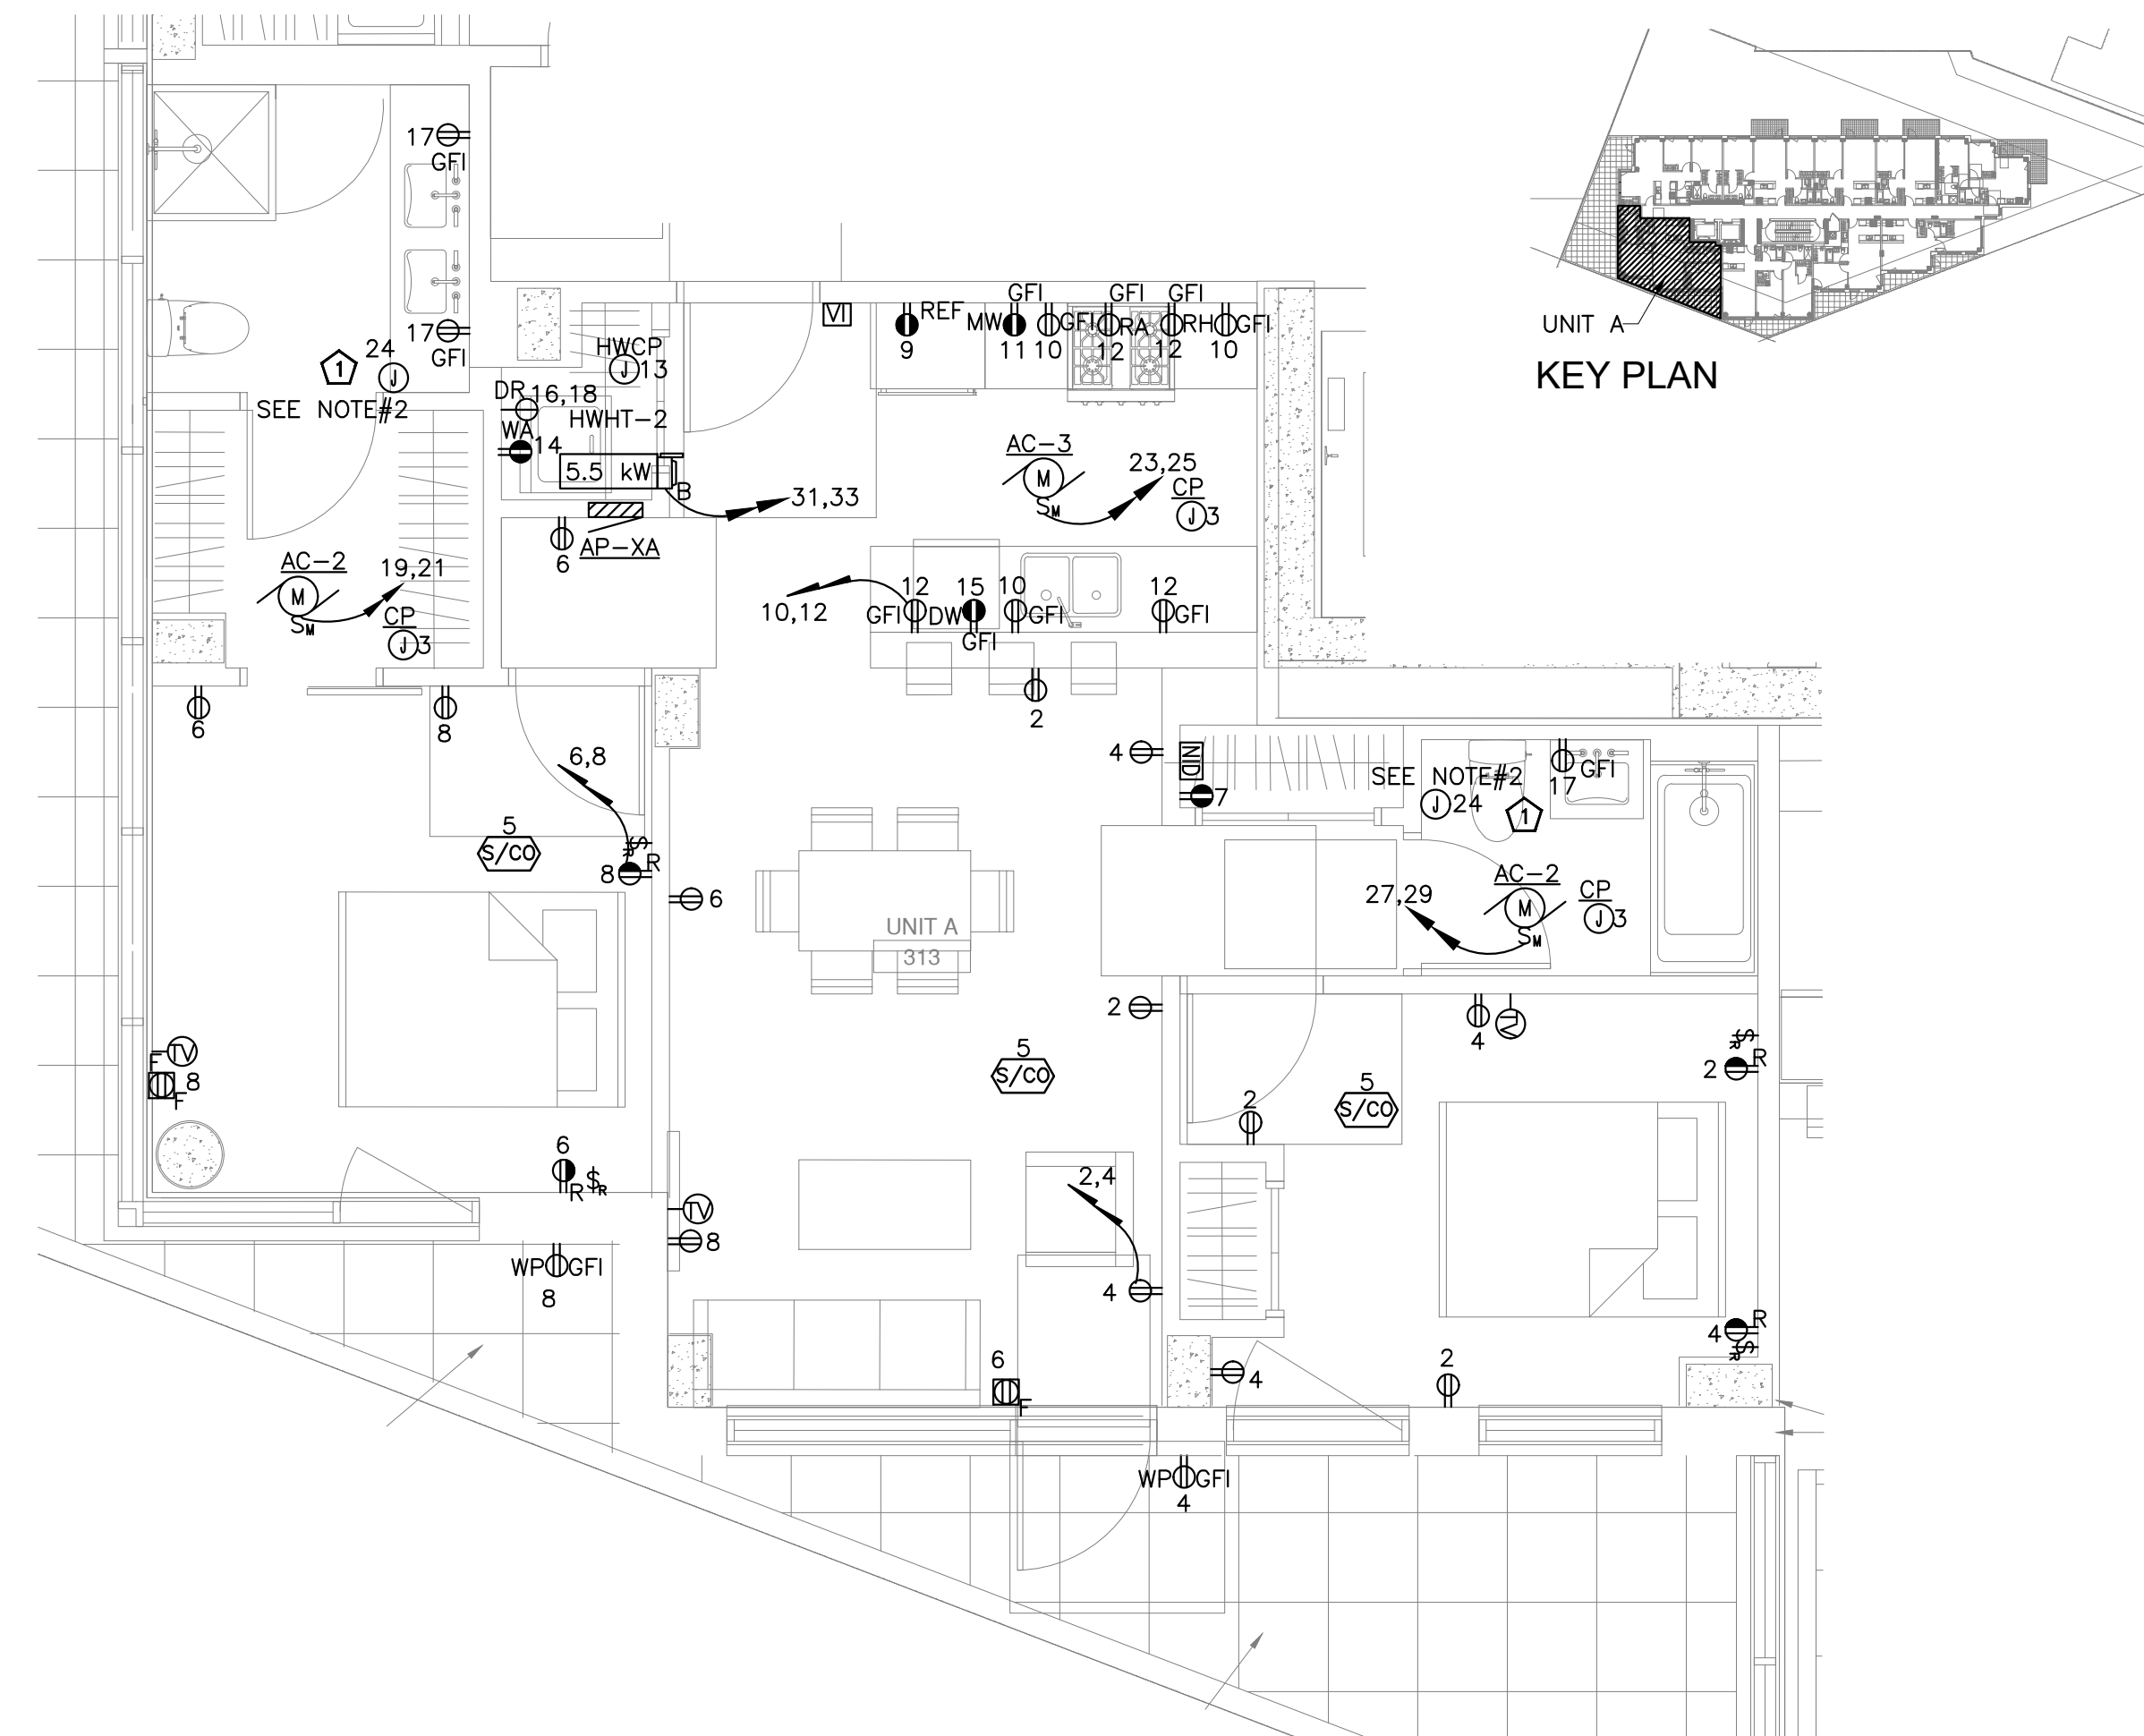 17
GFI
17
GFI
24
J
1
SEE NOTE#2
HWCP
J 13
DR 16,18
HWHT-2
WA 14
5.5 kW
B
31,33
AP-XA
6
VI
REF
9
MW
11
GFI
10
GFI
GFI
RA
12
GFI
RH
12
GFI
10
AC-3
M
SM
23,25
CP
J 3
UNIT A
KEY PLAN
AC-2
M
SM
19,21
CP
J 3
10,12
12
GFI
DW
15
GFI
10
GFI
12
GFI
6
8
2
6,8
5
S/CO
$R
R
8
6
4
NID
7
SEE NOTE#2
J 24
1
GFI
17
UNIT A
313
27,29
AC-2
M
SM
CP
J 3
2
4
TV
$R
R
2
F
TV
8
F
5
S/CO
5
S/CO
2
6
R
$R
2,4
TV
8
WP GFI
8
4
R
4
$R
6
F
4
2
WP GFI
4